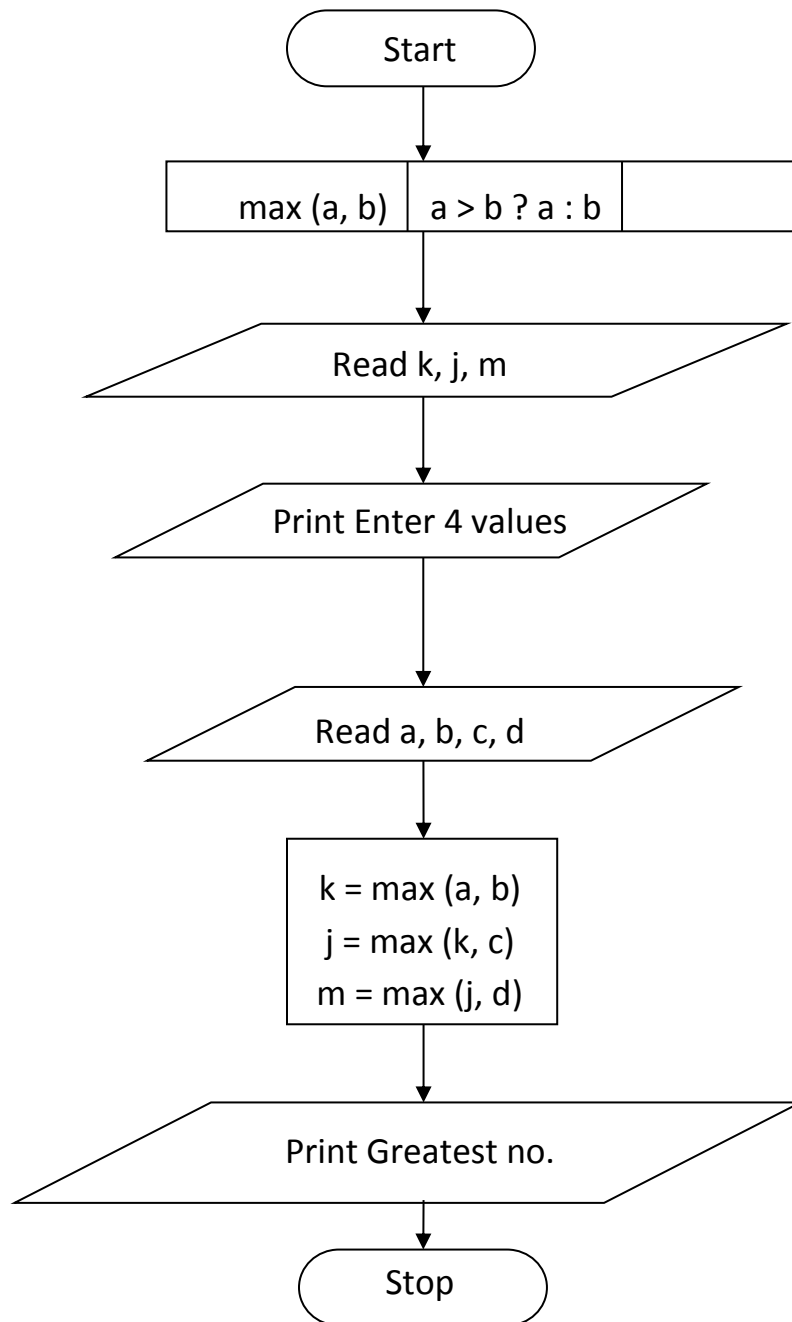 Start
max (a, b) a > b ? a : b
Read k, j, m
Print Enter 4 values
Read a, b, c, d
k = max (a, b)
j = max (k, c)
m = max (j, d)
Print Greatest no.
Stop